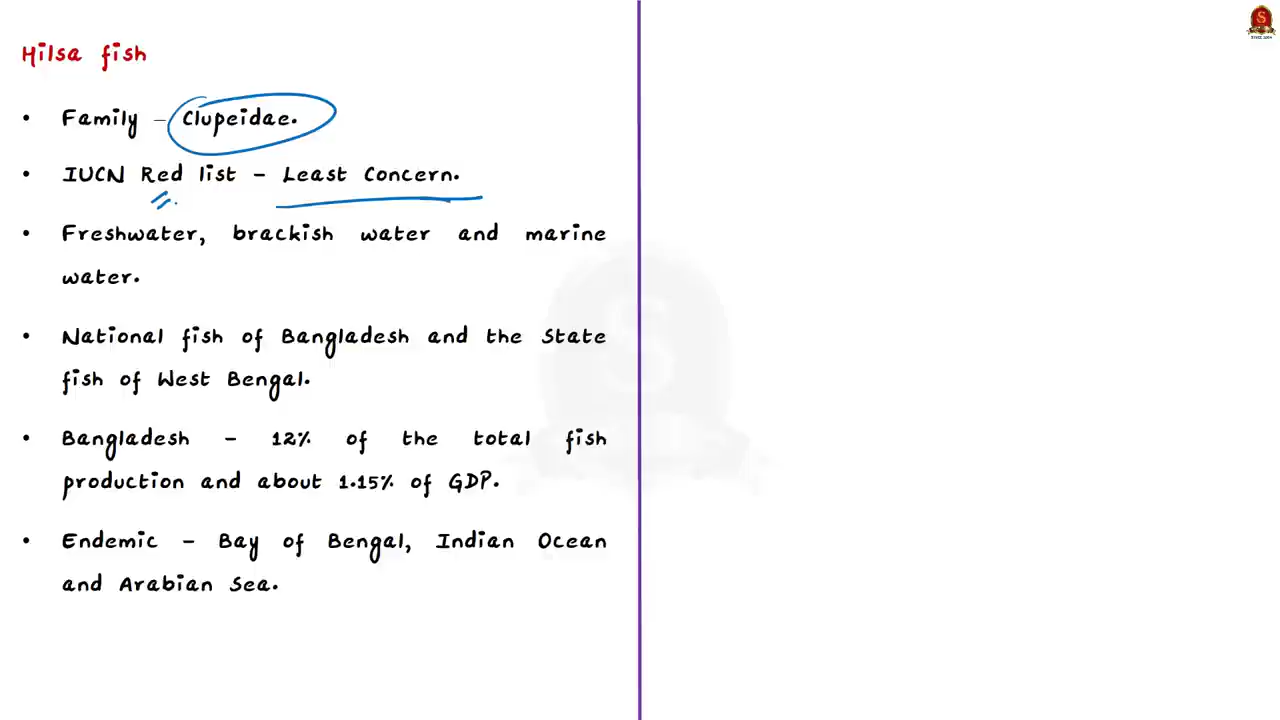 Hilsa fish
• Family – Clupeidae.
• IUCN Red list – Least Concern.
• Freshwater, brackish water and marine
water.
• National fish of Bangladesh and the State
fish of West Bengal.
• Bangladesh – 12% of the total fish
production and about 1.15% of GDP.
• Endemic – Bay of Bengal, Indian Ocean
and Arabian Sea.